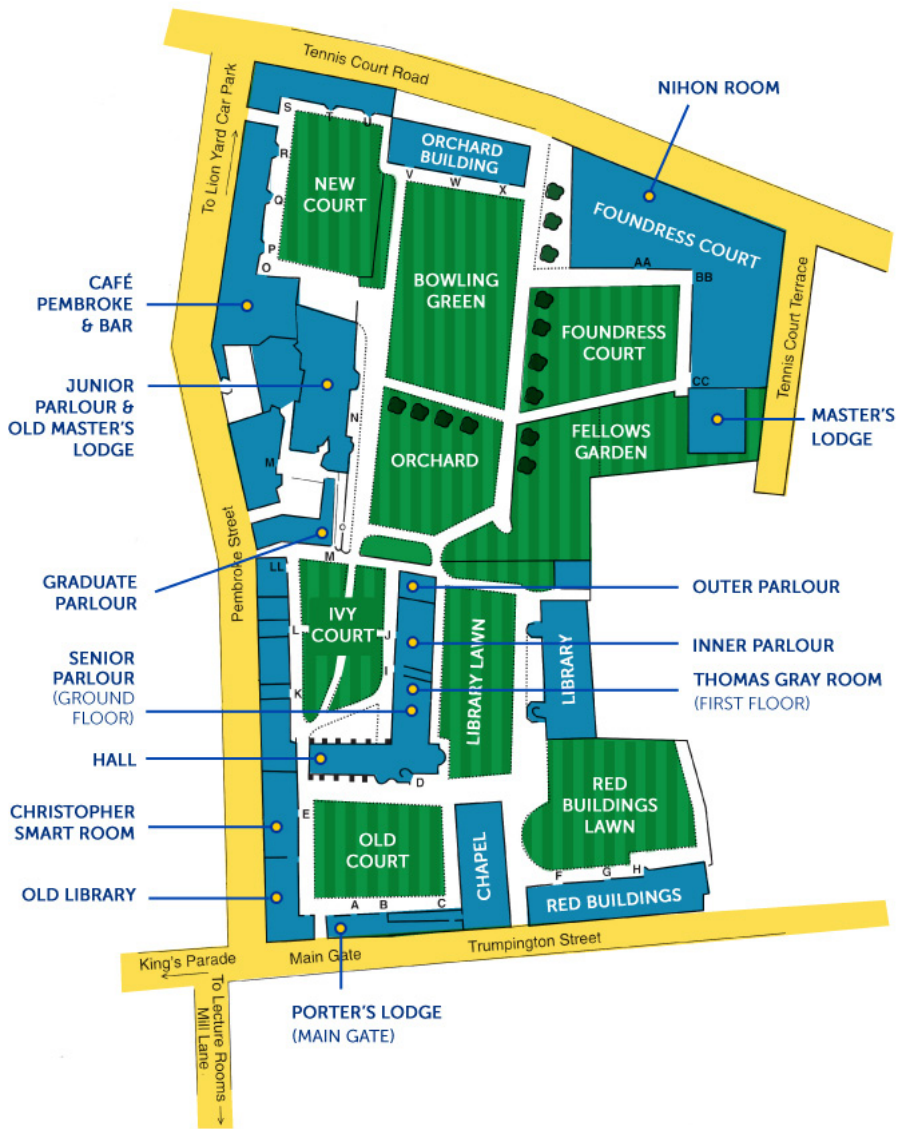 Tennis Court Road
To Lion Yard Car Park
NIHON ROOM
S
T
U
ORCHARD
BUILDING
R
V
W
X
NEW
COURT
Q
FOUNDRESS COURT
P
O
AA
BB
Tennis Court Terrace
CAFÉ
PEMBROKE
& BAR
BOWLING
GREEN
FOUNDRESS
COURT
JUNIOR
PARLOUR &
OLD MASTER'S
LODGE
CC
N
MASTER'S
LODGE
FELLOWS
GARDEN
ORCHARD
M
Pembroke Street
GRADUATE
PARLOUR
M
LL
OUTER PARLOUR
IVY
COURT
L
J
INNER PARLOUR
LIBRARY LAWN
LIBRARY
SENIOR
PARLOUR
(GROUND
FLOOR)
I
K
THOMAS GRAY ROOM
(FIRST FLOOR)
HALL
D
RED
BUILDINGS
LAWN
CHRISTOPHER
SMART ROOM
E
OLD
COURT
CHAPEL
F
G
H
OLD LIBRARY
A
B
C
RED BUILDINGS
King's Parade
Main Gate
Trumpington Street
To Lecture Rooms
Mill Lane
PORTER'S LODGE
(MAIN GATE)